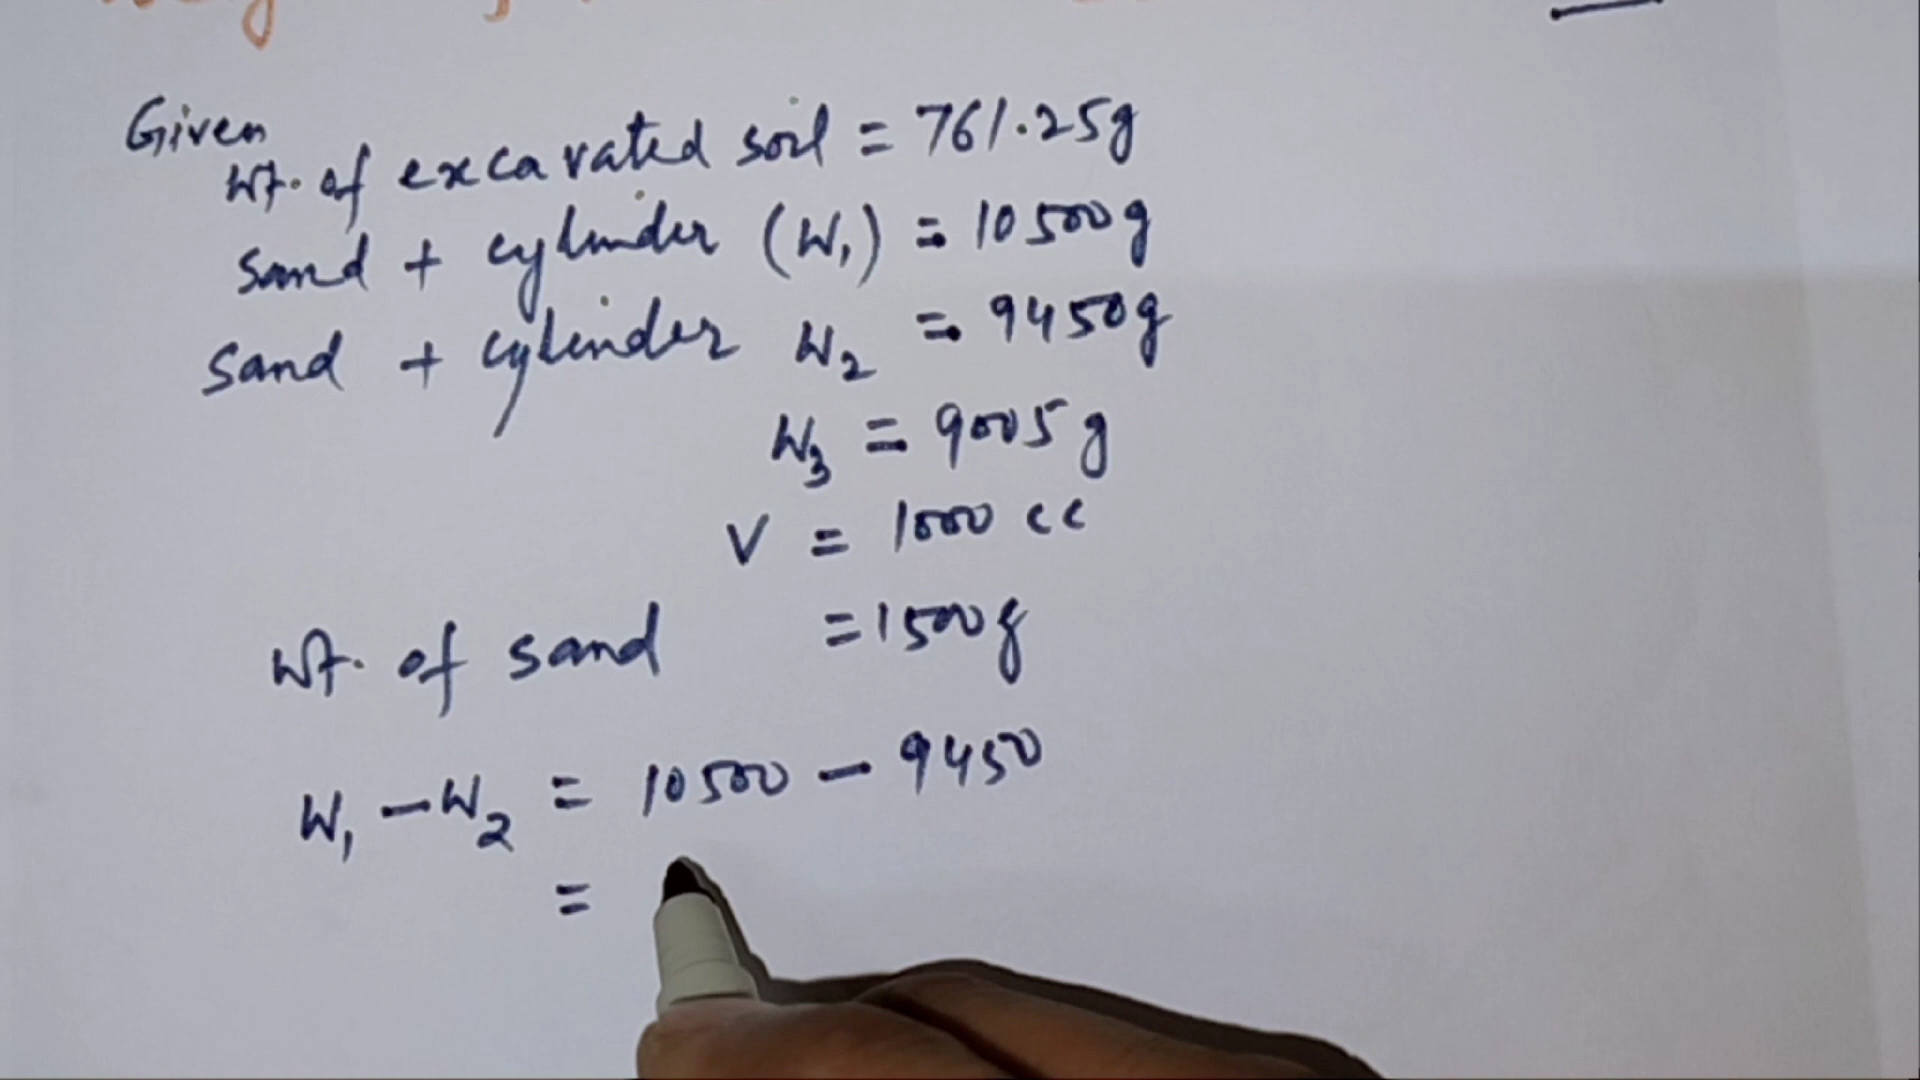 Given
wt. of excavated soil = 761.25g
Sand + cylinder (W1) = 10500g
Sand + cylinder W2 = 9450g
W3 = 9005g
V = 1000 cc
wt. of sand = 1500g
W1 - W2 = 10500 - 9450
=